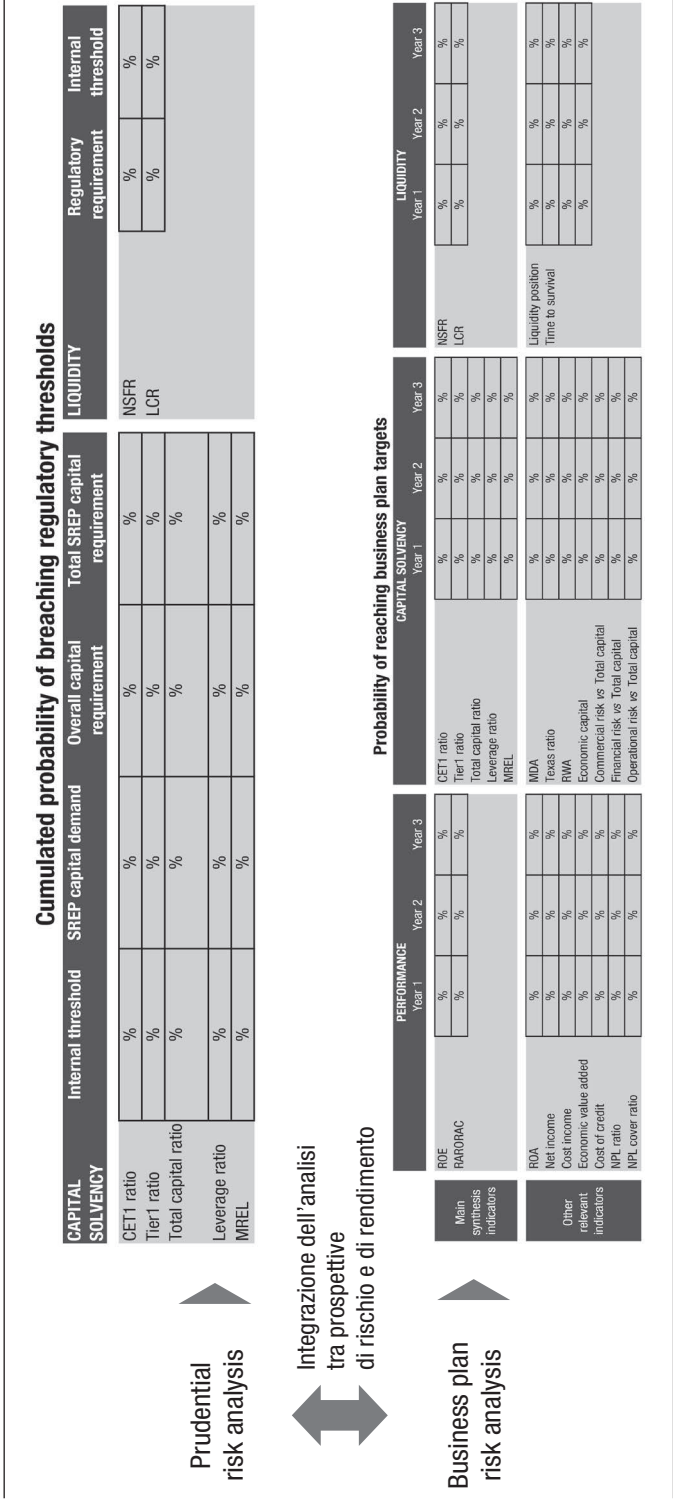 Prudential
risk analysis
Integrazione dell'analisi
tra prospettive
di rischio e di rendimento
Business plan
risk analysis
Cumulated probability of breaching regulatory thresholds
CAPITAL SOLVENCY Internal threshold SREP capital demand Overall capital requirement Total SREP capital requirement
CET1 ratio % % % %
Tier1 ratio % % % %
Total capital ratio % % % %
Leverage ratio % % % %
MREL % % % %
LIQUIDITY Regulatory requirement Internal threshold
NSFR % %
LCR % %
Probability of reaching business plan targets
PERFORMANCE
Year 1 Year 2 Year 3
Main
synthesis
indicators
ROE % % %
RARORAC % % %
Other
relevant
indicators
ROA % % %
Net income % % %
Cost income % % %
Economic value added % % %
Cost of credit % % %
NPL ratio % % %
NPL cover ratio % % %
CAPITAL SOLVENCY
Year 1 Year 2 Year 3
CET1 ratio % % %
Tier1 ratio % % %
Total capital ratio % % %
Leverage ratio % % %
MREL % % %
MDA % % %
Texas ratio % % %
RWA % % %
Economic capital % % %
Commercial risk vs Total capital % % %
Financial risk vs Total capital % % %
Operational risk vs Total capital % % %
LIQUIDITY
Year 1 Year 2 Year 3
NSFR % % %
LCR % % %
Liquidity position % % %
Time to survival % % %
% % %
% % %